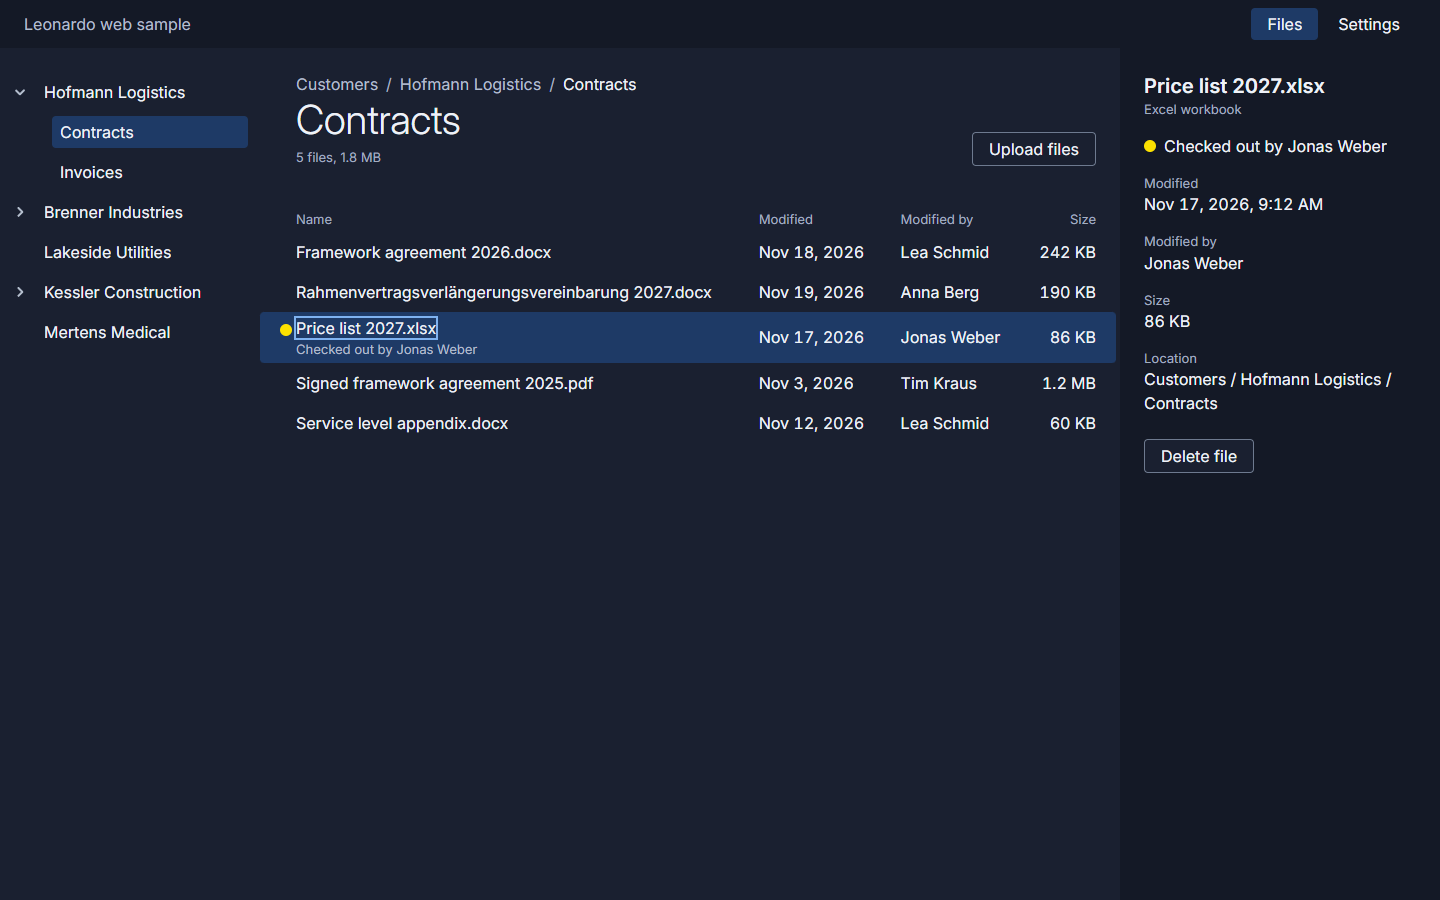 Leonardo web sample
Files
Settings
Hofmann Logistics
Contracts
Invoices
Brenner Industries
Lakeside Utilities
Kessler Construction
Mertens Medical
Customers / Hofmann Logistics / Contracts
Contracts
5 files, 1.8 MB
Upload files
Name Modified Modified by Size
Framework agreement 2026.docx Nov 18, 2026 Lea Schmid 242 KB
Rahmenvertragsverlängerungsvereinbarung 2027.docx Nov 19, 2026 Anna Berg 190 KB
Price list 2027.xlsx Nov 17, 2026 Jonas Weber 86 KB
Checked out by Jonas Weber
Signed framework agreement 2025.pdf Nov 3, 2026 Tim Kraus 1.2 MB
Service level appendix.docx Nov 12, 2026 Lea Schmid 60 KB
Price list 2027.xlsx
Excel workbook
Checked out by Jonas Weber
Modified
Nov 17, 2026, 9:12 AM
Modified by
Jonas Weber
Size
86 KB
Location
Customers / Hofmann Logistics /
Contracts
Delete file